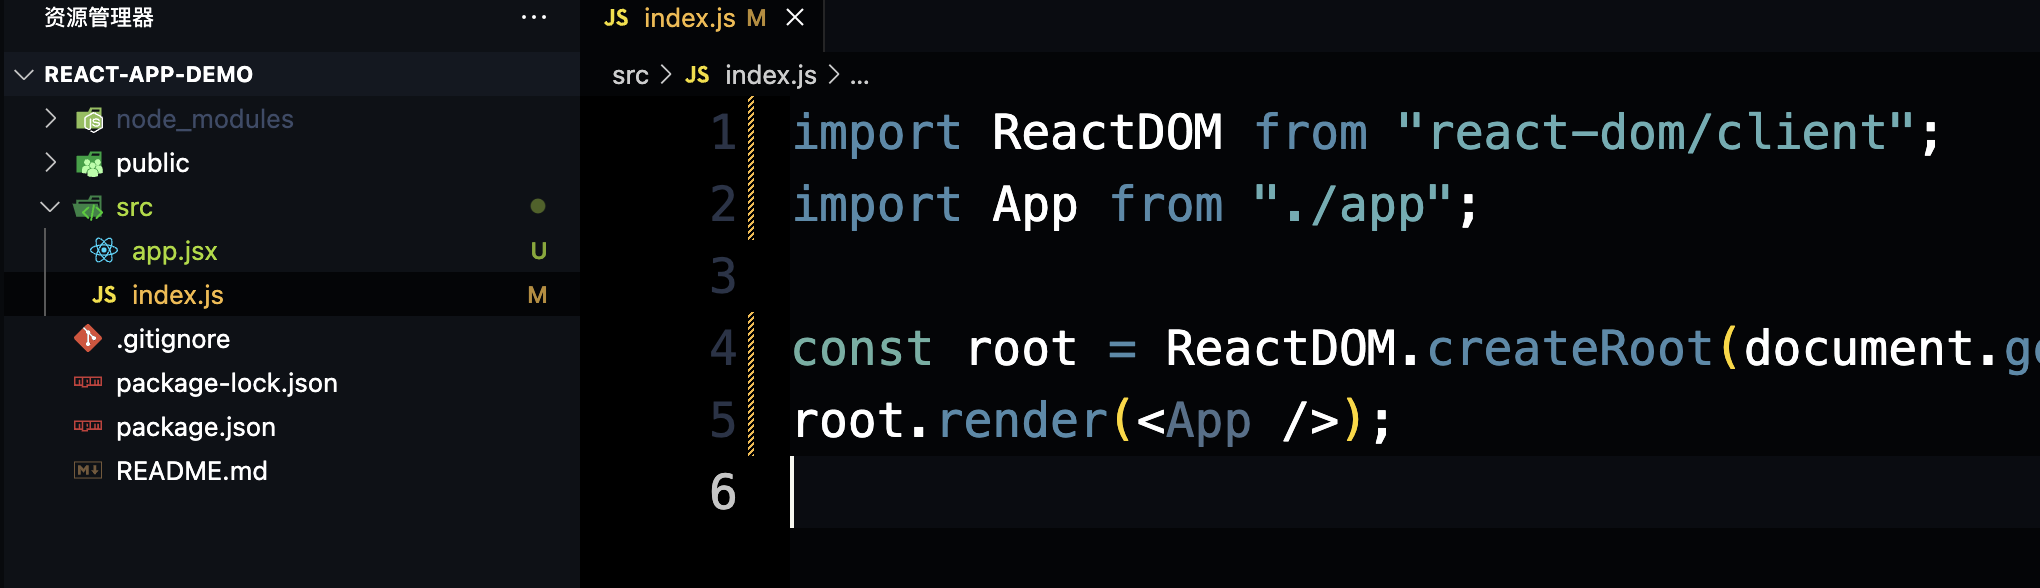 资源管理器 ···
REACT-APP-DEMO
node_modules
public
src
app.jsx U
JS index.js M
.gitignore
package-lock.json
package.json
README.md
JS index.js M
src > JS index.js > ...
1 import ReactDOM from "react-dom/client";
2 import App from "./app";
3
4 const root = ReactDOM.createRoot(document.ge
5 root.render(<App />);
6